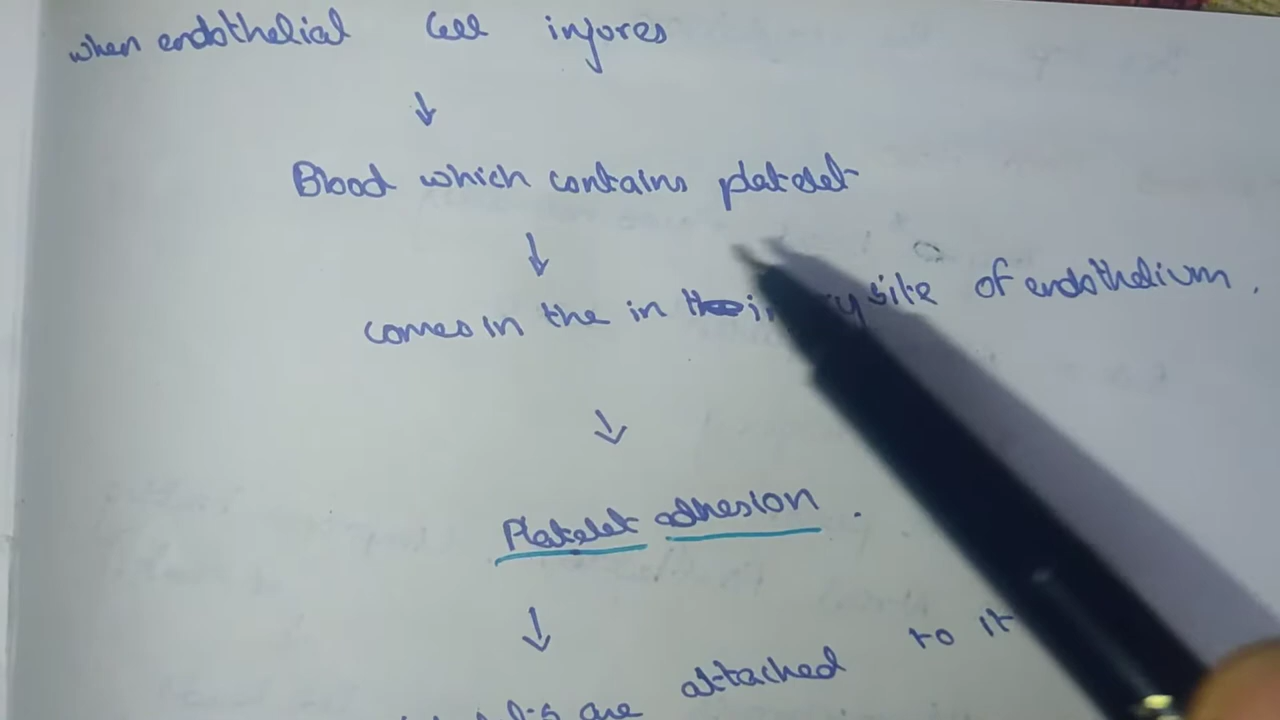 when endothelial cell injures
↓
Blood which contains platelet
↓
comes in the in site of endothelium.
↓
Platelet adhesion.
↓
are attached to it